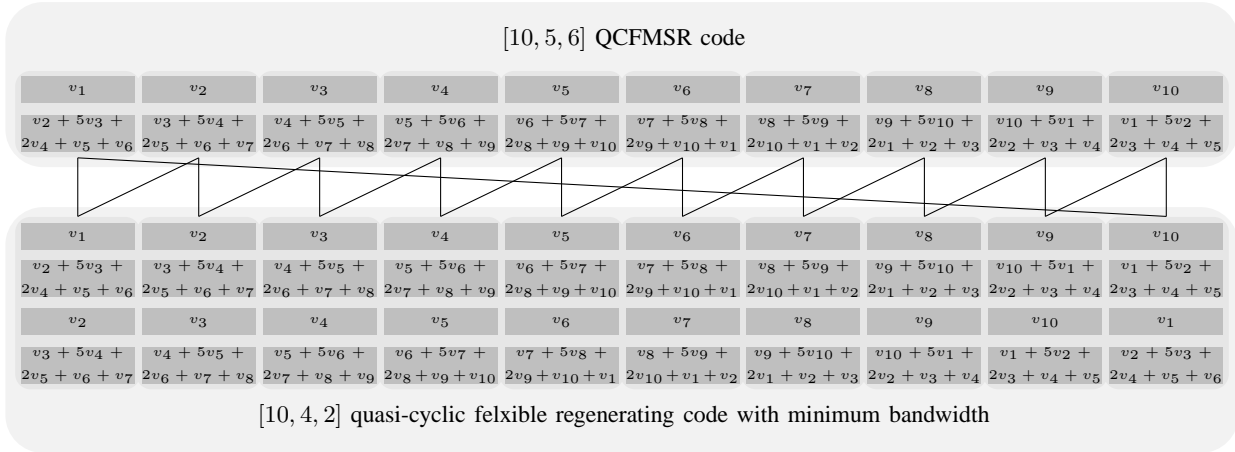 [10, 5, 6] QCFMSR code
v₁ v₂ v₃ v₄ v₅ v₆ v₇ v₈ v₉ v₁₀
v₂ + 5v₃ + v₃ + 5v₄ + v₄ + 5v₅ + v₅ + 5v₆ + v₆ + 5v₇ + v₇ + 5v₈ + v₈ + 5v₉ + v₉ + 5v₁₀ + v₁₀ + 5v₁ + v₁ + 5v₂ +
2v₄ + v₅ + v₆ 2v₅ + v₆ + v₇ 2v₆ + v₇ + v₈ 2v₇ + v₈ + v₉ 2v₈ + v₉ + v₁₀ 2v₉ + v₁₀ + v₁ 2v₁₀ + v₁ + v₂ 2v₁ + v₂ + v₃ 2v₂ + v₃ + v₄ 2v₃ + v₄ + v₅
v₁ v₂ v₃ v₄ v₅ v₆ v₇ v₈ v₉ v₁₀
v₂ + 5v₃ + v₃ + 5v₄ + v₄ + 5v₅ + v₅ + 5v₆ + v₆ + 5v₇ + v₇ + 5v₈ + v₈ + 5v₉ + v₉ + 5v₁₀ + v₁₀ + 5v₁ + v₁ + 5v₂ +
2v₄ + v₅ + v₆ 2v₅ + v₆ + v₇ 2v₆ + v₇ + v₈ 2v₇ + v₈ + v₉ 2v₈ + v₉ + v₁₀ 2v₉ + v₁₀ + v₁ 2v₁₀ + v₁ + v₂ 2v₁ + v₂ + v₃ 2v₂ + v₃ + v₄ 2v₃ + v₄ + v₅
v₂ v₃ v₄ v₅ v₆ v₇ v₈ v₉ v₁₀ v₁
v₃ + 5v₄ + v₄ + 5v₅ + v₅ + 5v₆ + v₆ + 5v₇ + v₇ + 5v₈ + v₈ + 5v₉ + v₉ + 5v₁₀ + v₁₀ + 5v₁ + v₁ + 5v₂ + v₂ + 5v₃ +
2v₅ + v₆ + v₇ 2v₆ + v₇ + v₈ 2v₇ + v₈ + v₉ 2v₈ + v₉ + v₁₀ 2v₉ + v₁₀ + v₁ 2v₁₀ + v₁ + v₂ 2v₁ + v₂ + v₃ 2v₂ + v₃ + v₄ 2v₃ + v₄ + v₅ 2v₄ + v₅ + v₆
[10, 4, 2] quasi-cyclic felxible regenerating code with minimum bandwidth